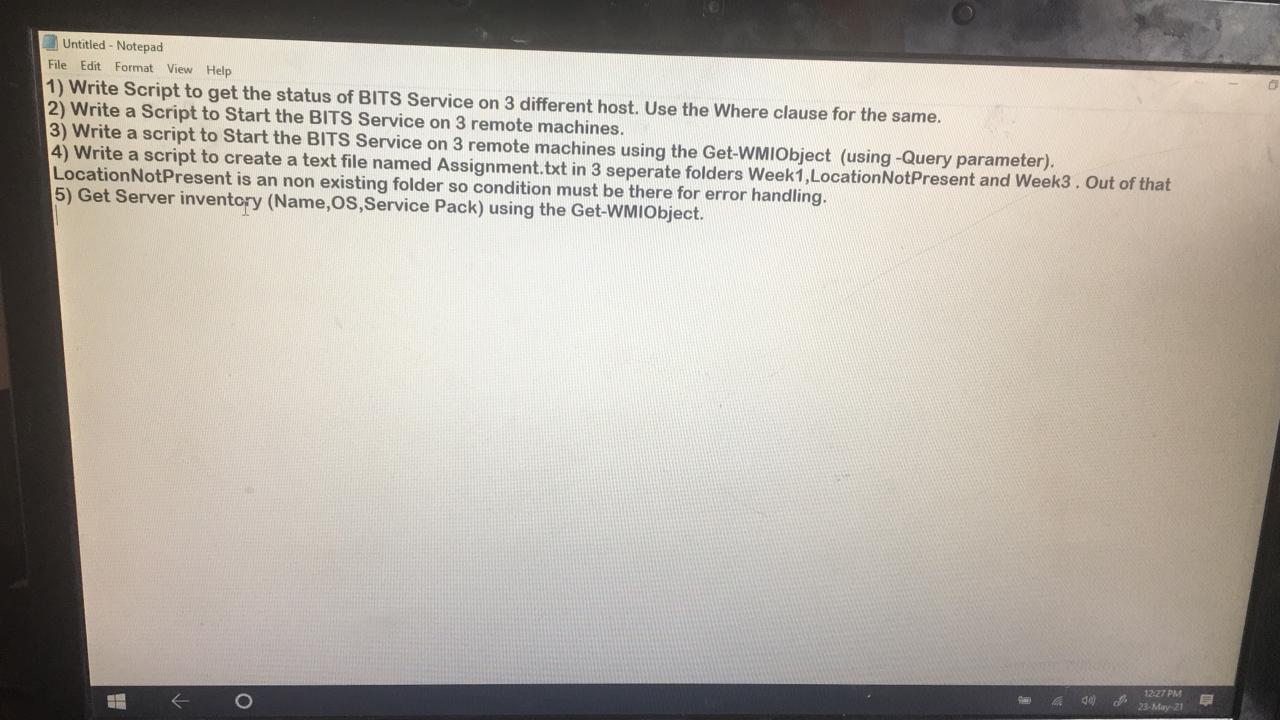 Untitled - Notepad
File Edit Format View Help
1) Write Script to get the status of BITS Service on 3 different host. Use the Where clause for the same.
2) Write a Script to Start the BITS Service on 3 remote machines.
3) Write a script to Start the BITS Service on 3 remote machines using the Get-WMIObject (using -Query parameter).
4) Write a script to create a text file named Assignment.txt in 3 seperate folders Week1,LocationNotPresent and Week3 . Out of that
LocationNotPresent is an non existing folder so condition must be there for error handling.
5) Get Server inventory (Name,OS,Service Pack) using the Get-WMIObject.
12:27 PM
23-May-21